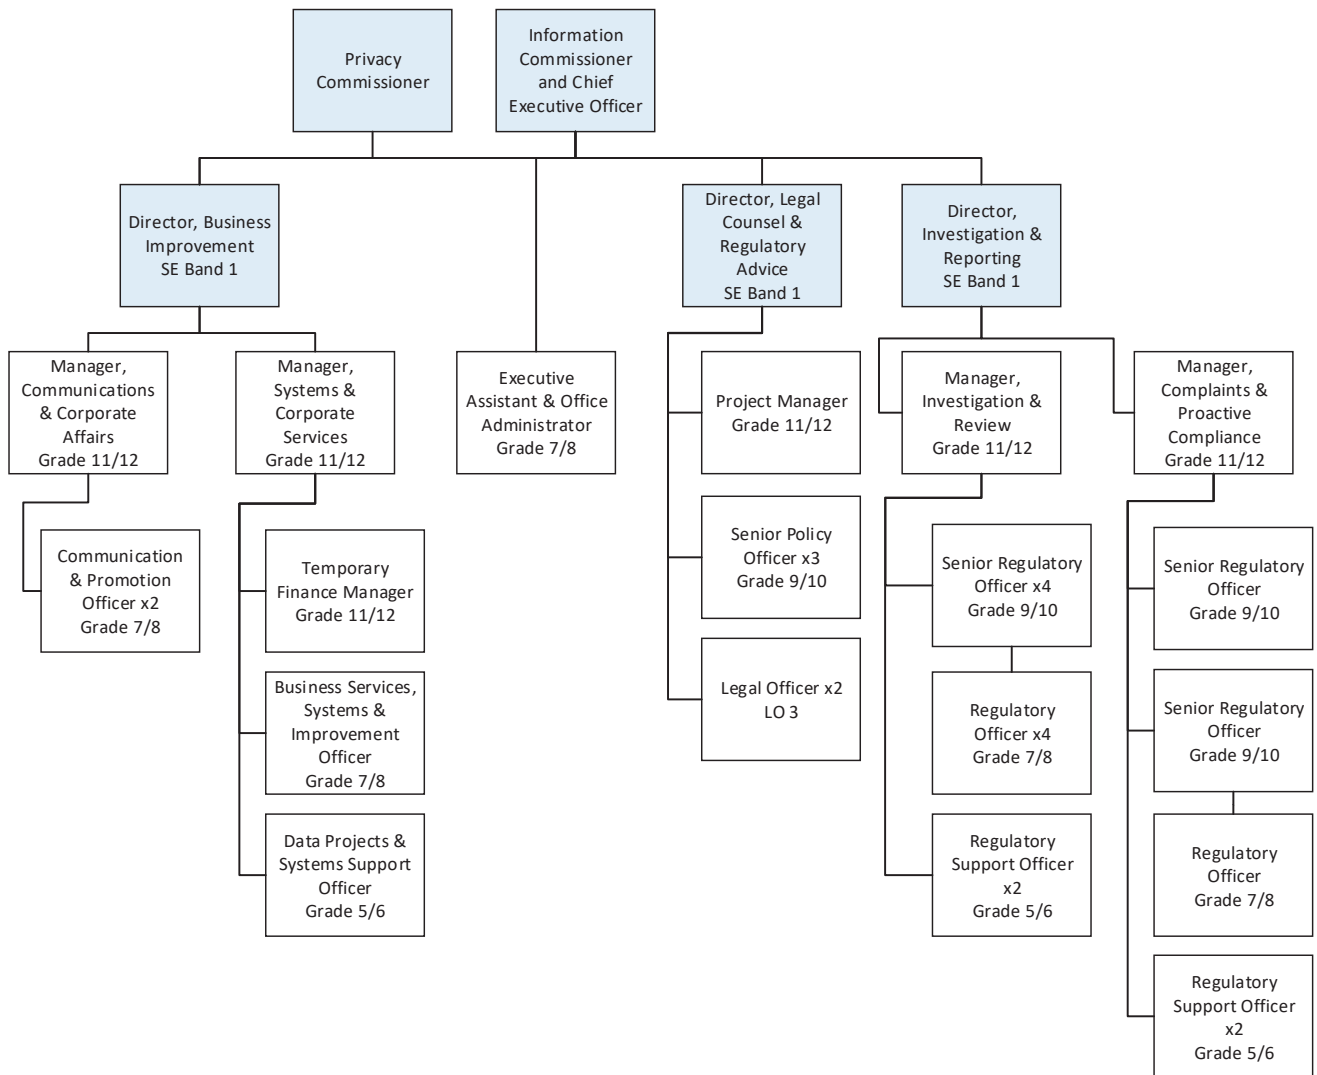 Privacy
Commissioner
Information
Commissioner
and Chief
Executive Officer
Director, Business
Improvement
SE Band 1
Director, Legal
Counsel &
Regulatory
Advice
SE Band 1
Director,
Investigation &
Reporting
SE Band 1
Manager,
Communications
& Corporate
Affairs
Grade 11/12
Manager,
Systems &
Corporate
Services
Grade 11/12
Executive
Assistant & Office
Administrator
Grade 7/8
Project Manager
Grade 11/12
Manager,
Investigation &
Review
Grade 11/12
Manager,
Complaints &
Proactive
Compliance
Grade 11/12
Communication
& Promotion
Officer x2
Grade 7/8
Temporary
Finance Manager
Grade 11/12
Senior Policy
Officer x3
Grade 9/10
Senior Regulatory
Officer x4
Grade 9/10
Senior Regulatory
Officer
Grade 9/10
Business Services,
Systems &
Improvement
Officer
Grade 7/8
Legal Officer x2
LO 3
Regulatory
Officer x4
Grade 7/8
Senior Regulatory
Officer
Grade 9/10
Data Projects &
Systems Support
Officer
Grade 5/6
Regulatory
Support Officer
x2
Grade 5/6
Regulatory
Officer
Grade 7/8
Regulatory
Support Officer
x2
Grade 5/6